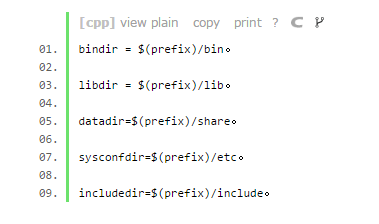 [cpp] view plain copy print ?
01. bindir = $(prefix)/bin。
02.
03. libdir = $(prefix)/lib。
04.
05. datadir=$(prefix)/share。
06.
07. sysconfdir=$(prefix)/etc。
08.
09. includedir=$(prefix)/include。